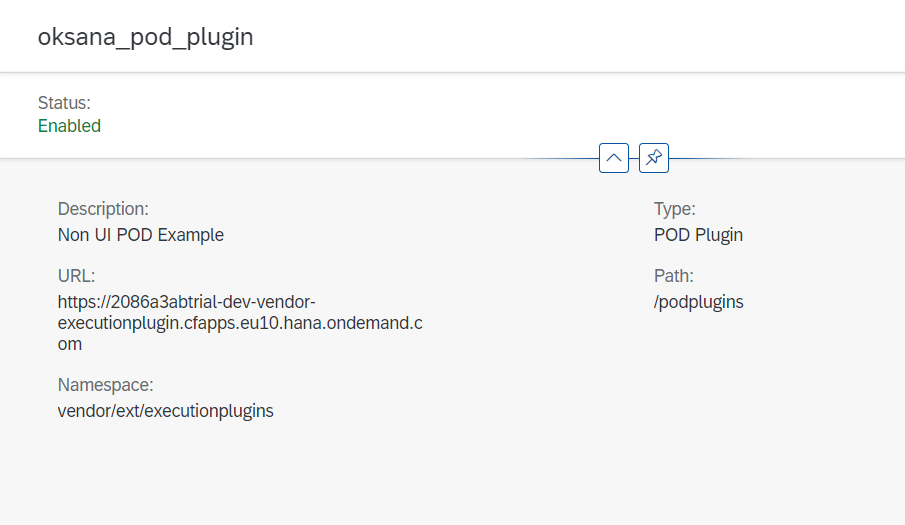 oksana_pod_plugin
Status:
Enabled
Description:
Non UI POD Example
Type:
POD Plugin
URL:
https://2086a3abtrial-dev-vendor-
executionplugin.cfapps.eu10.hana.ondemand.c
om
Path:
/podplugins
Namespace:
vendor/ext/executionplugins